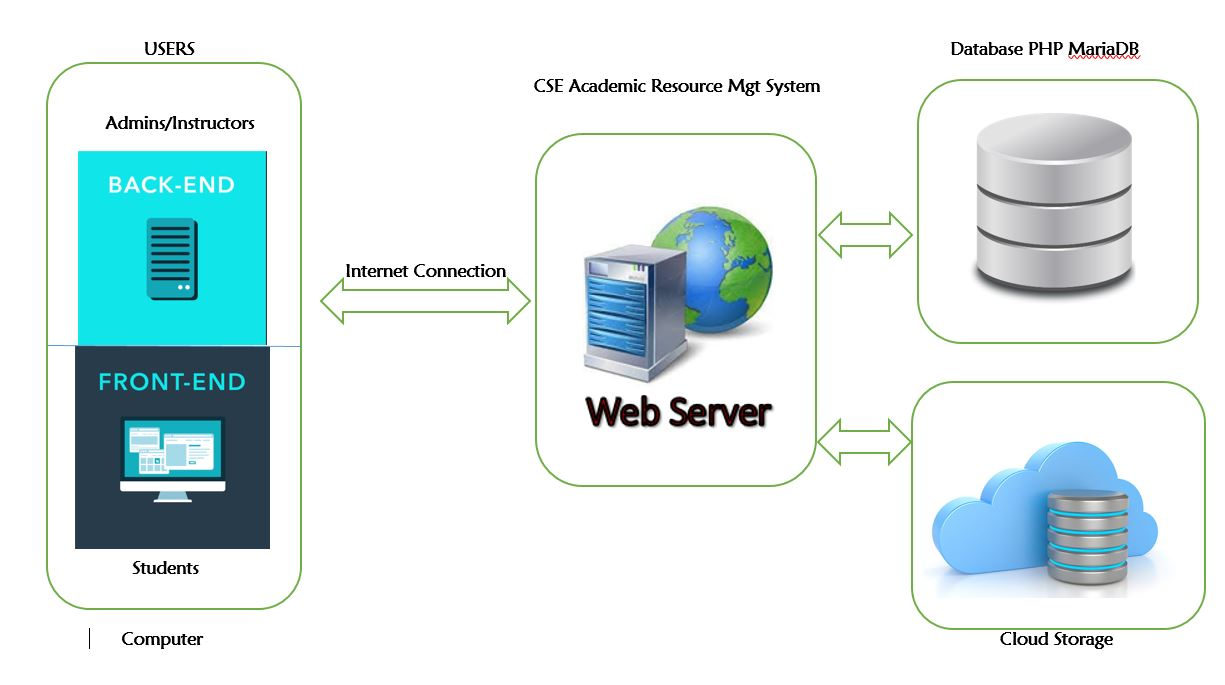 USERS
Admins/Instructors
BACK-END
FRONT-END
Students
Computer
Internet Connection
CSE Academic Resource Mgt System
Web Server
Database PHP MariaDB
Cloud Storage